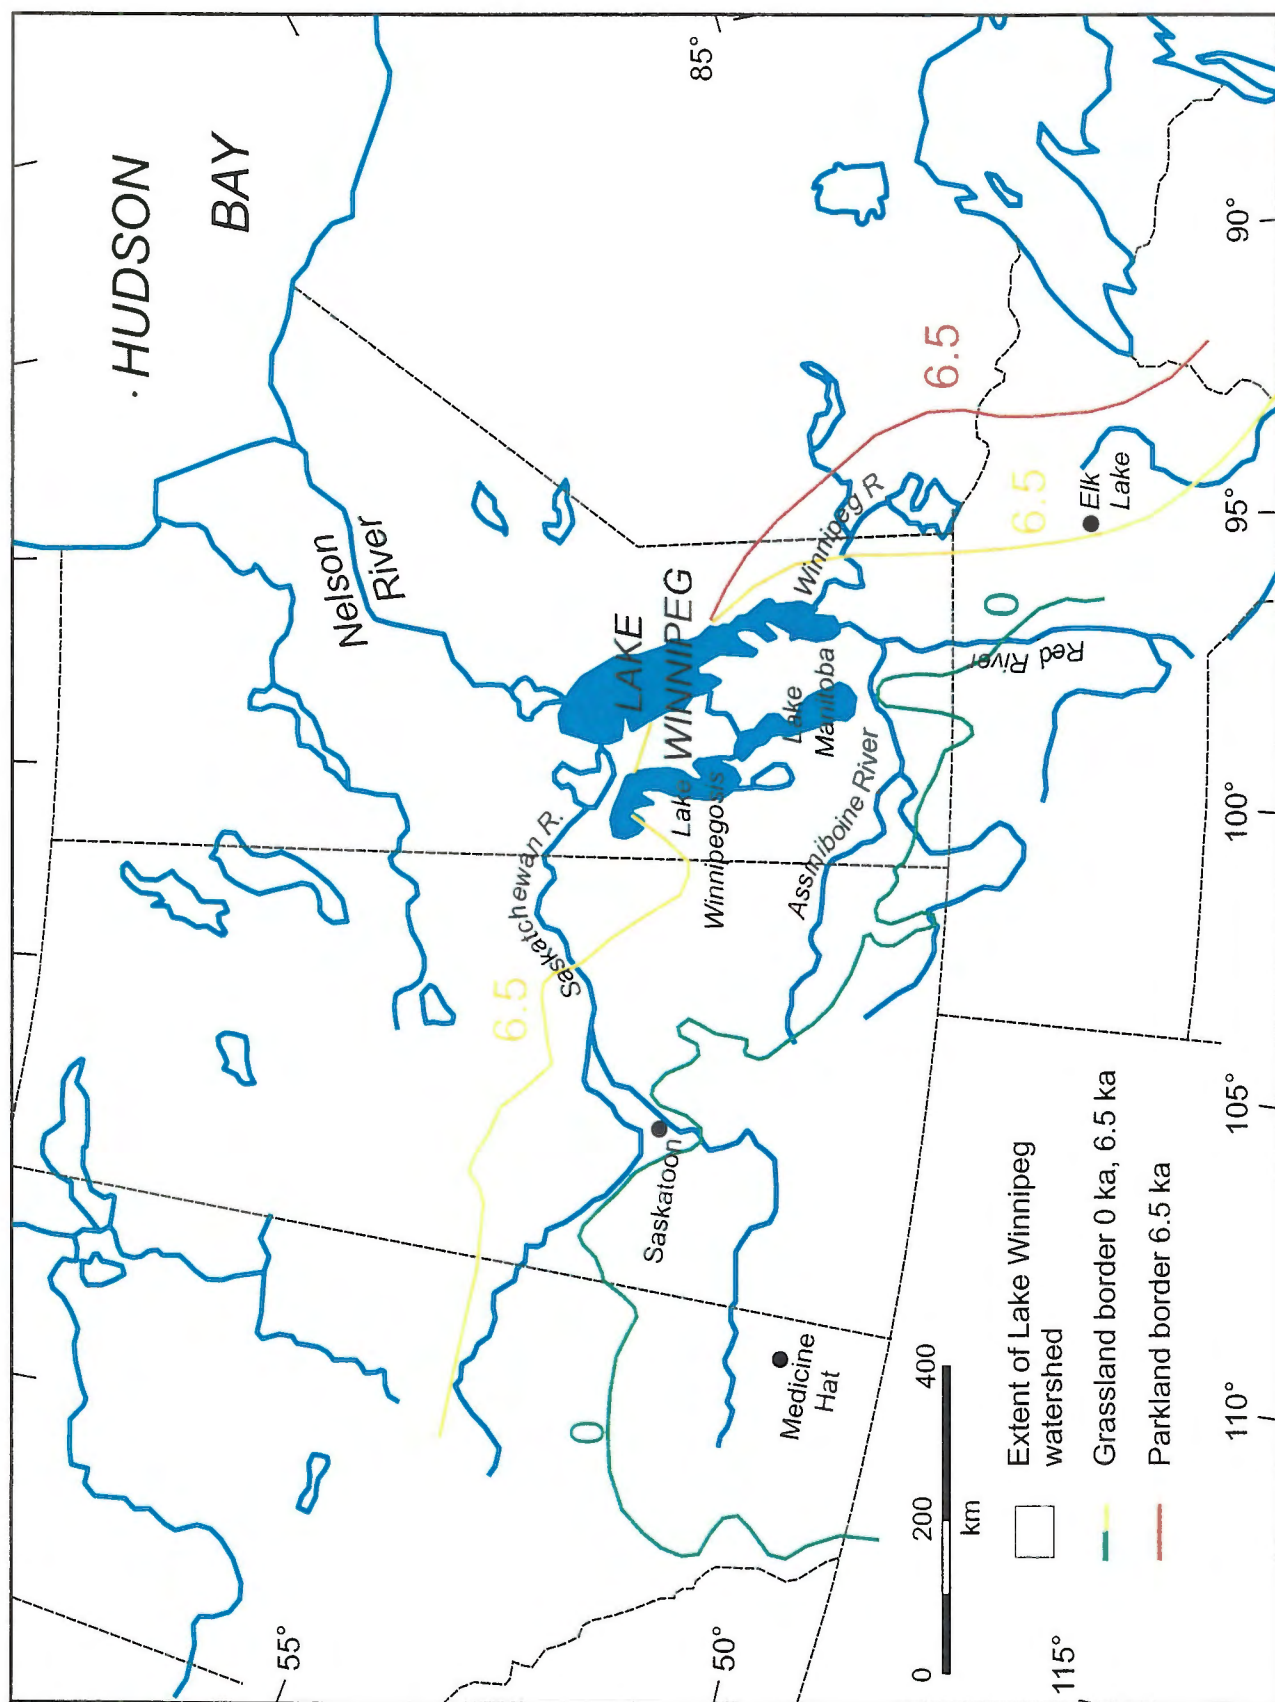 HUDSON
BAY
85°
Nelson
River
6.5
LAKE
WINNIPEG
Winnipeg R
6.5
Elk
Lake
90°
95°
0
Red River
Lake
Manitoba
Lake
Winnipegosis
Assiniboine River
Saskatchewan R.
6.5
100°
Saskatoon
105°
0
Medicine
Hat
110°
55°
50°
115°
0 200 400
km
Extent of Lake Winnipeg
watershed
Grassland border 0 ka, 6.5 ka
Parkland border 6.5 ka